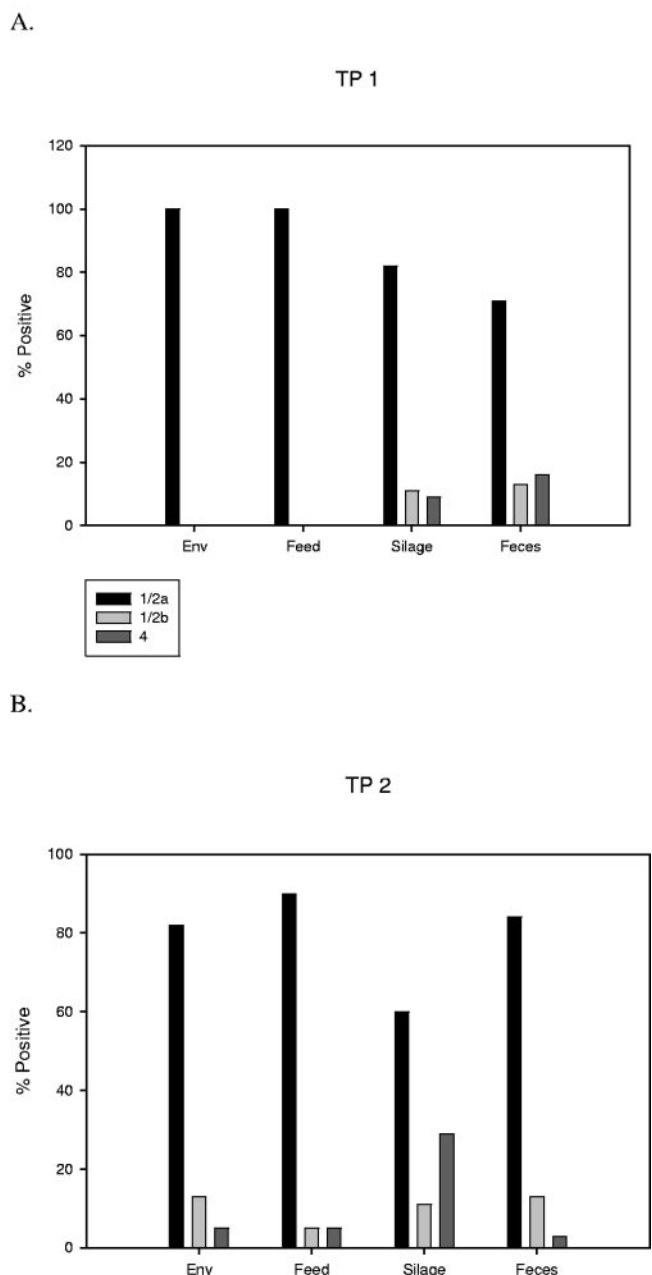 A.
TP 1
120
100
80
60
40
20
0
% Positive
Env Feed Silage Feces
1/2a
1/2b
4
B.
TP 2
100
80
60
40
20
0
% Positive
Env Feed Silage Feces